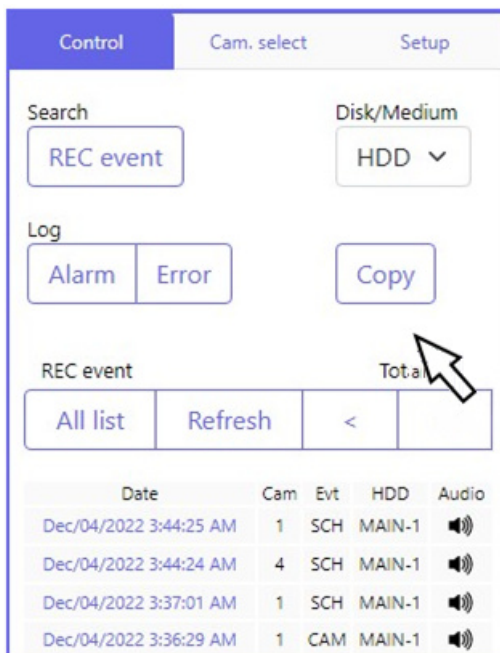 Control Cam. select Setup
Search Disk/Medium
REC event HDD
Log
Alarm Error Copy
REC event Total
All list Refresh <
Date Cam Evt HDD Audio
Dec/04/2022 3:44:25 AM 1 SCH MAIN-1
Dec/04/2022 3:44:24 AM 4 SCH MAIN-1
Dec/04/2022 3:37:01 AM 1 SCH MAIN-1
Dec/04/2022 3:36:29 AM 1 CAM MAIN-1